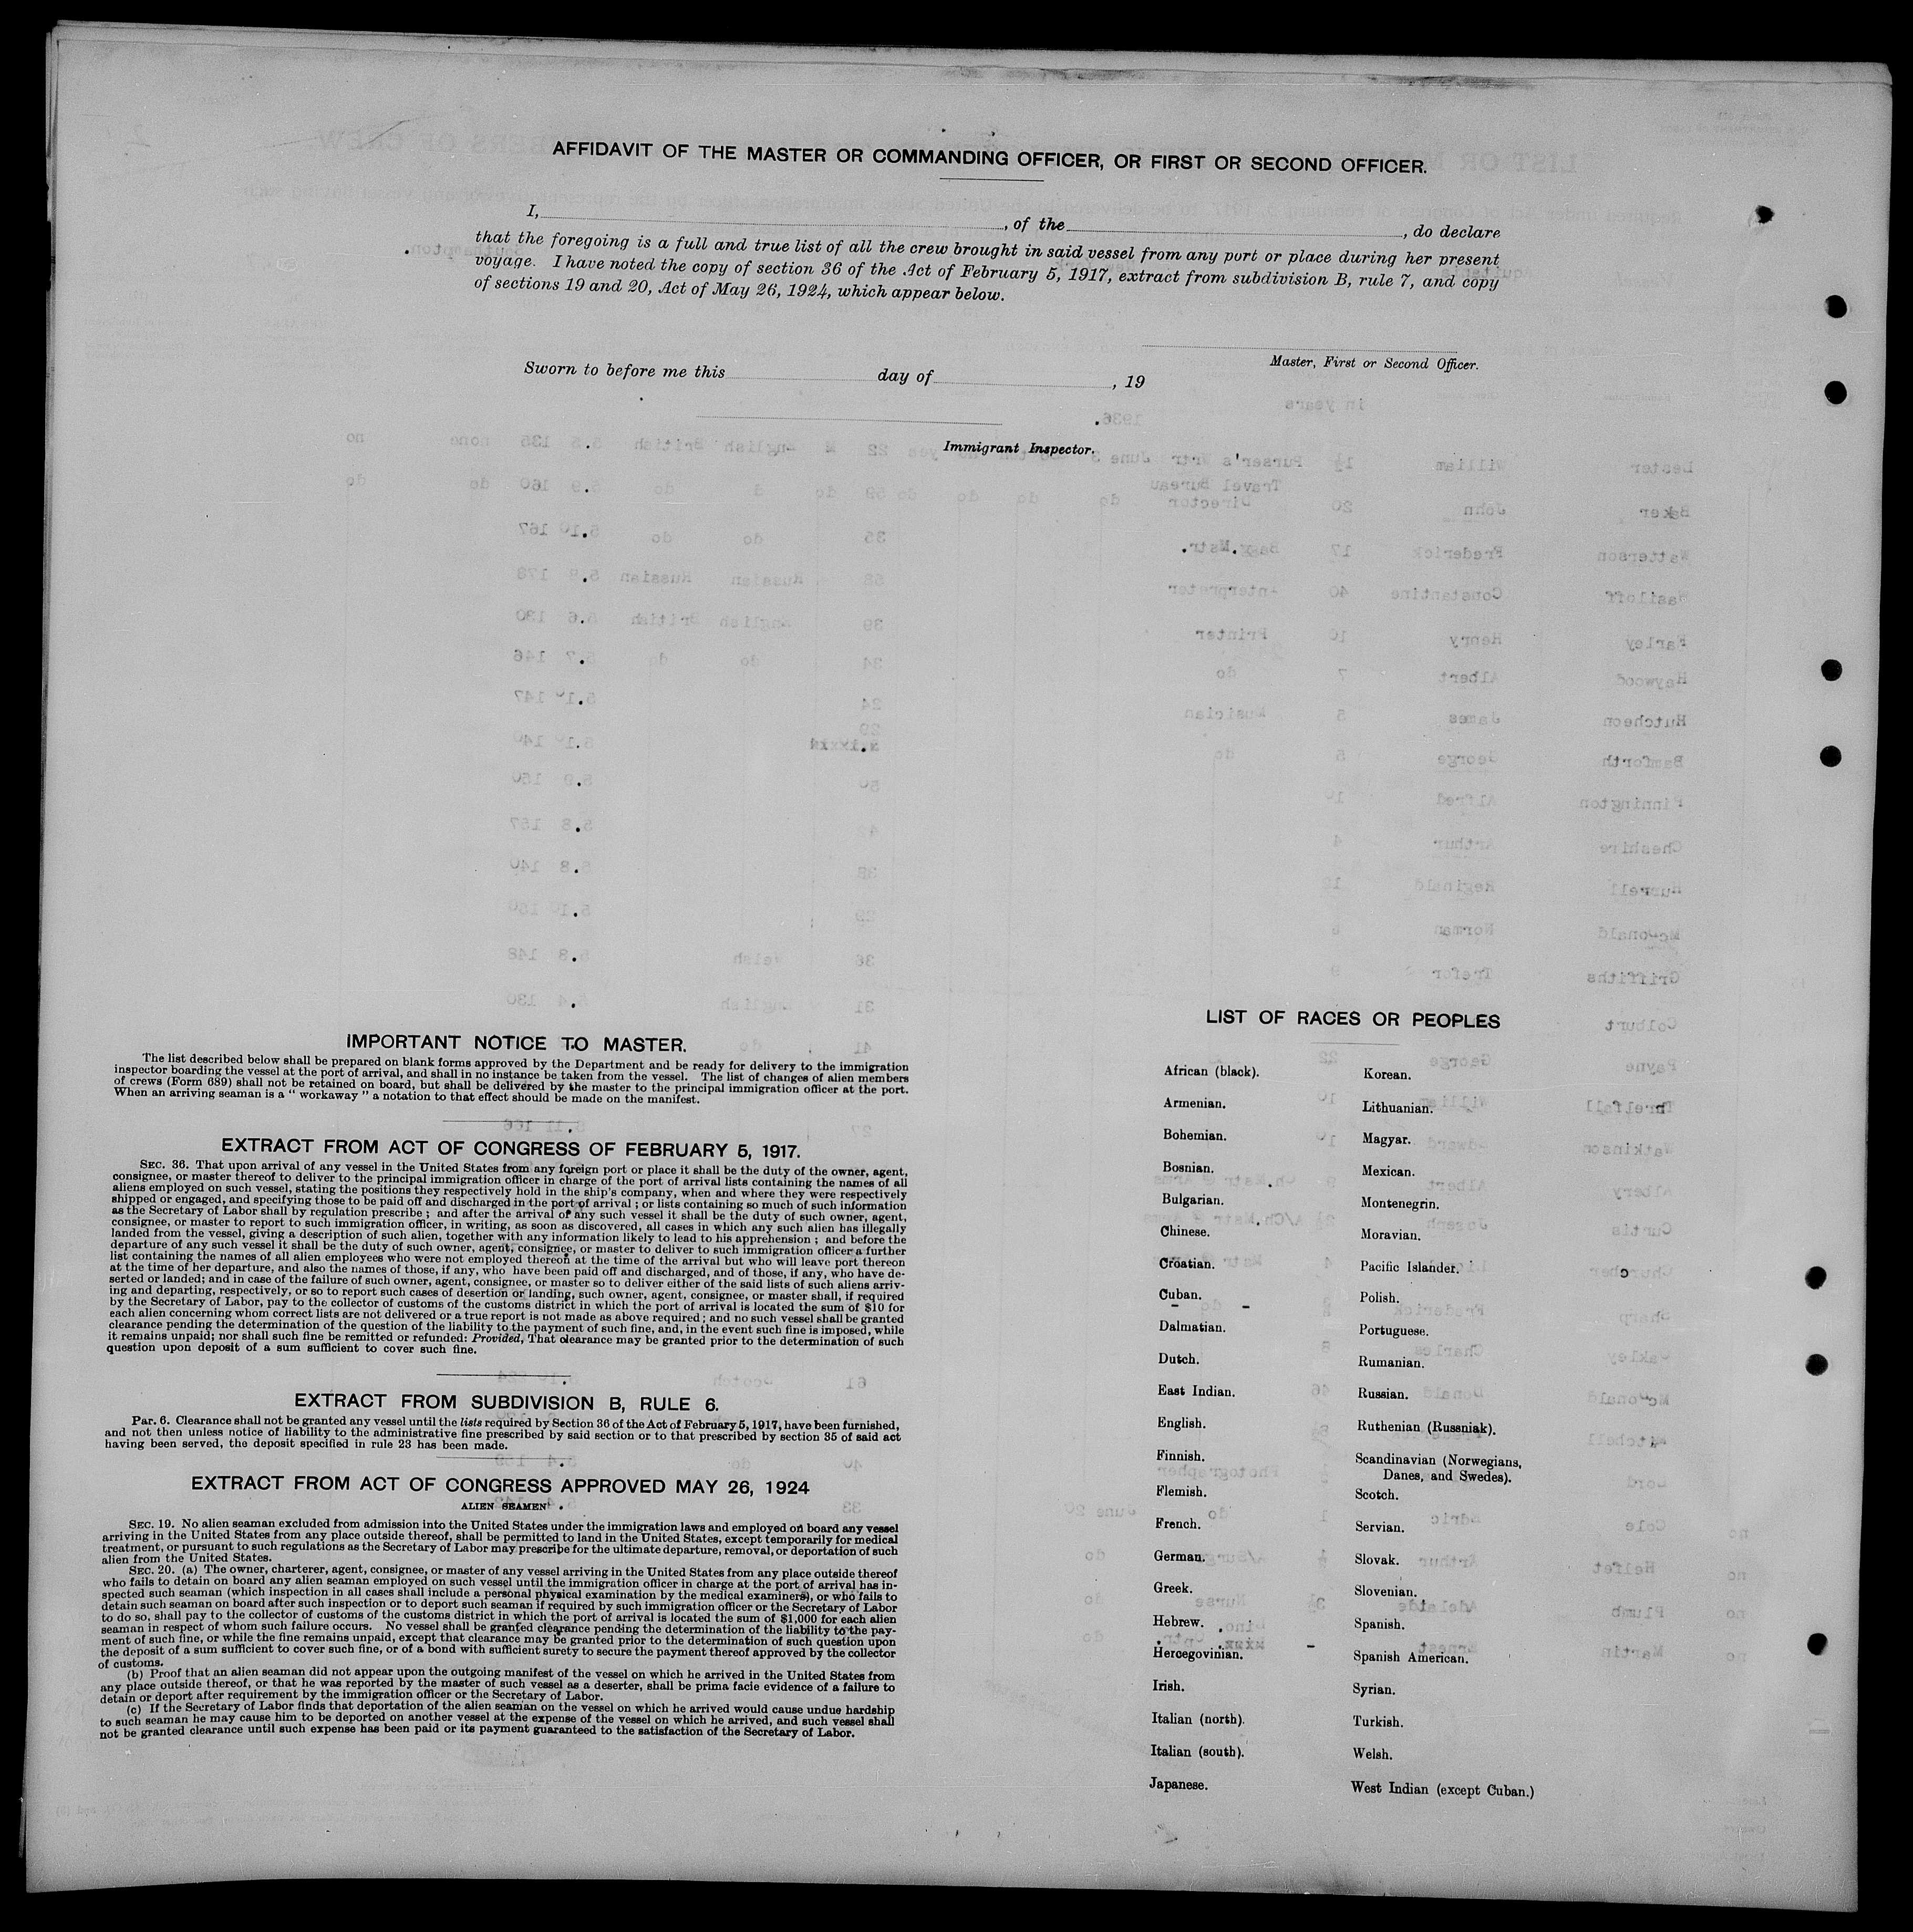 AFFIDAVIT OF THE MASTER OR COMMANDING OFFICER, OR FIRST OR SECOND OFFICER.
I, , of the , do declare
that the foregoing is a full and true list of all the crew brought in said vessel from any port or place during her present
voyage. I have noted the copy of section 36 of the Act of February 5, 1917, extract from subdivision B, rule 7, and copy
of sections 19 and 20, Act of May 26, 1924, which appear below.
Master, First or Second Officer.
Sworn to before me this day of , 19
Immigrant Inspector.
IMPORTANT NOTICE TO MASTER.
The list described below shall be prepared on blank forms approved by the Department and be ready for delivery to the immigration
inspector boarding the vessel at the port of arrival, and shall in no instance be taken from the vessel. The list of changes of alien members
of crews (Form 689) shall not be retained on board, but shall be delivered by the master to the principal immigration officer at the port.
When an arriving seaman is a " workaway " a notation to that effect should be made on the manifest.
EXTRACT FROM ACT OF CONGRESS OF FEBRUARY 5, 1917.
SEC. 36. That upon arrival of any vessel in the United States from any foreign port or place it shall be the duty of the owner, agent,
consignee, or master thereof to deliver to the principal immigration officer in charge of the port of arrival lists containing the names of all
aliens employed on such vessel, stating the positions they respectively hold in the ship's company, when and where they were respectively
shipped or engaged, and specifying those to be paid off and discharged in the port of arrival ; or lists containing so much of such information
as the Secretary of Labor shall by regulation prescribe ; and after the arrival of any such vessel it shall be the duty of such owner, agent,
consignee, or master to report to such immigration officer, in writing, as soon as discovered, all cases in which any such alien has illegally
landed from the vessel, giving a description of such alien, together with any information likely to lead to his apprehension ; and before the
departure of any such vessel it shall be the duty of such owner, agent, consignee, or master to deliver to such immigration officer a further
list containing the names of all alien employees who were not employed thereon at the time of the arrival but who will leave port thereon
at the time of her departure, and also the names of those, if any, who have been paid off and discharged, and of those, if any, who have de-
serted or landed; and in case of the failure of such owner, agent, consignee, or master so to deliver either of the said lists of such aliens arriv-
ing and departing, respectively, or so to report such cases of desertion or landing, such owner, agent, consignee, or master shall, if required
by the Secretary of Labor, pay to the collector of customs of the customs district in which the port of arrival is located the sum of $10 for
each alien concerning whom correct lists are not delivered or a true report is not made as above required ; and no such vessel shall be granted
clearance pending the determination of the question of the liability to the payment of such fine, and, in the event such fine is imposed, while
it remains unpaid; nor shall such fine be remitted or refunded: Provided, That clearance may be granted prior to the determination of such
question upon deposit of a sum sufficient to cover such fine.
EXTRACT FROM SUBDIVISION B, RULE 6.
Par. 6. Clearance shall not be granted any vessel until the lists required by Section 36 of the Act of February 5, 1917, have been furnished,
and not then unless notice of liability to the administrative fine prescribed by said section or to that prescribed by section 35 of said act
having been served, the deposit specified in rule 23 has been made.
EXTRACT FROM ACT OF CONGRESS APPROVED MAY 26, 1924
ALIEN SEAMEN
SEC. 19. No alien seaman excluded from admission into the United States under the immigration laws and employed on board any vessel
arriving in the United States from any place outside thereof, shall be permitted to land in the United States, except temporarily for medical
treatment, or pursuant to such regulations as the Secretary of Labor may prescribe for the ultimate departure, removal, or deportation of such
alien from the United States.
SEC. 20. (a) The owner, charterer, agent, consignee, or master of any vessel arriving in the United States from any place outside thereof
who fails to detain on board any alien seaman employed on such vessel until the immigration officer in charge at the port of arrival has in-
spected such seaman (which inspection in all cases shall include a personal physical examination by the medical examiners), or who fails to
detain such seaman on board after such inspection or to deport such seaman if required by such immigration officer or the Secretary of Labor
to do so, shall pay to the collector of customs of the customs district in which the port of arrival is located the sum of $1,000 for each alien
seaman in respect of whom such failure occurs. No vessel shall be granted clearance pending the determination of the liability to the pay-
ment of such fine, or while the fine remains unpaid, except that clearance may be granted prior to the determination of such question upon
the deposit of a sum sufficient to cover such fine, or of a bond with sufficient surety to secure the payment thereof approved by the collector
of customs.
(b) Proof that an alien seaman did not appear upon the outgoing manifest of the vessel on which he arrived in the United States from
any place outside thereof, or that he was reported by the master of such vessel as a deserter, shall be prima facie evidence of a failure to
detain or deport after requirement by the immigration officer or the Secretary of Labor.
(c) If the Secretary of Labor finds that deportation of the alien seaman on the vessel on which he arrived would cause undue hardship
to such seaman he may cause him to be deported on another vessel at the expense of the vessel on which he arrived, and such vessel shall
not be granted clearance until such expense has been paid or its payment guaranteed to the satisfaction of the Secretary of Labor.
LIST OF RACES OR PEOPLES
African (black).
Armenian.
Bohemian.
Bosnian.
Bulgarian.
Chinese.
Croatian.
Cuban.
Dalmatian.
Dutch.
East Indian.
English.
Finnish.
Flemish.
French.
German.
Greek.
Hebrew.
Hercegovinian.
Irish.
Italian (north).
Italian (south).
Japanese.
Korean.
Lithuanian.
Magyar.
Mexican.
Montenegrin.
Moravian.
Pacific Islander.
Polish.
Portuguese.
Rumanian.
Russian.
Ruthenian (Russniak).
Scandinavian (Norwegians,
Danes, and Swedes).
Scotch.
Servian.
Slovak.
Slovenian.
Spanish.
Spanish American.
Syrian.
Turkish.
Welsh.
West Indian (except Cuban.)